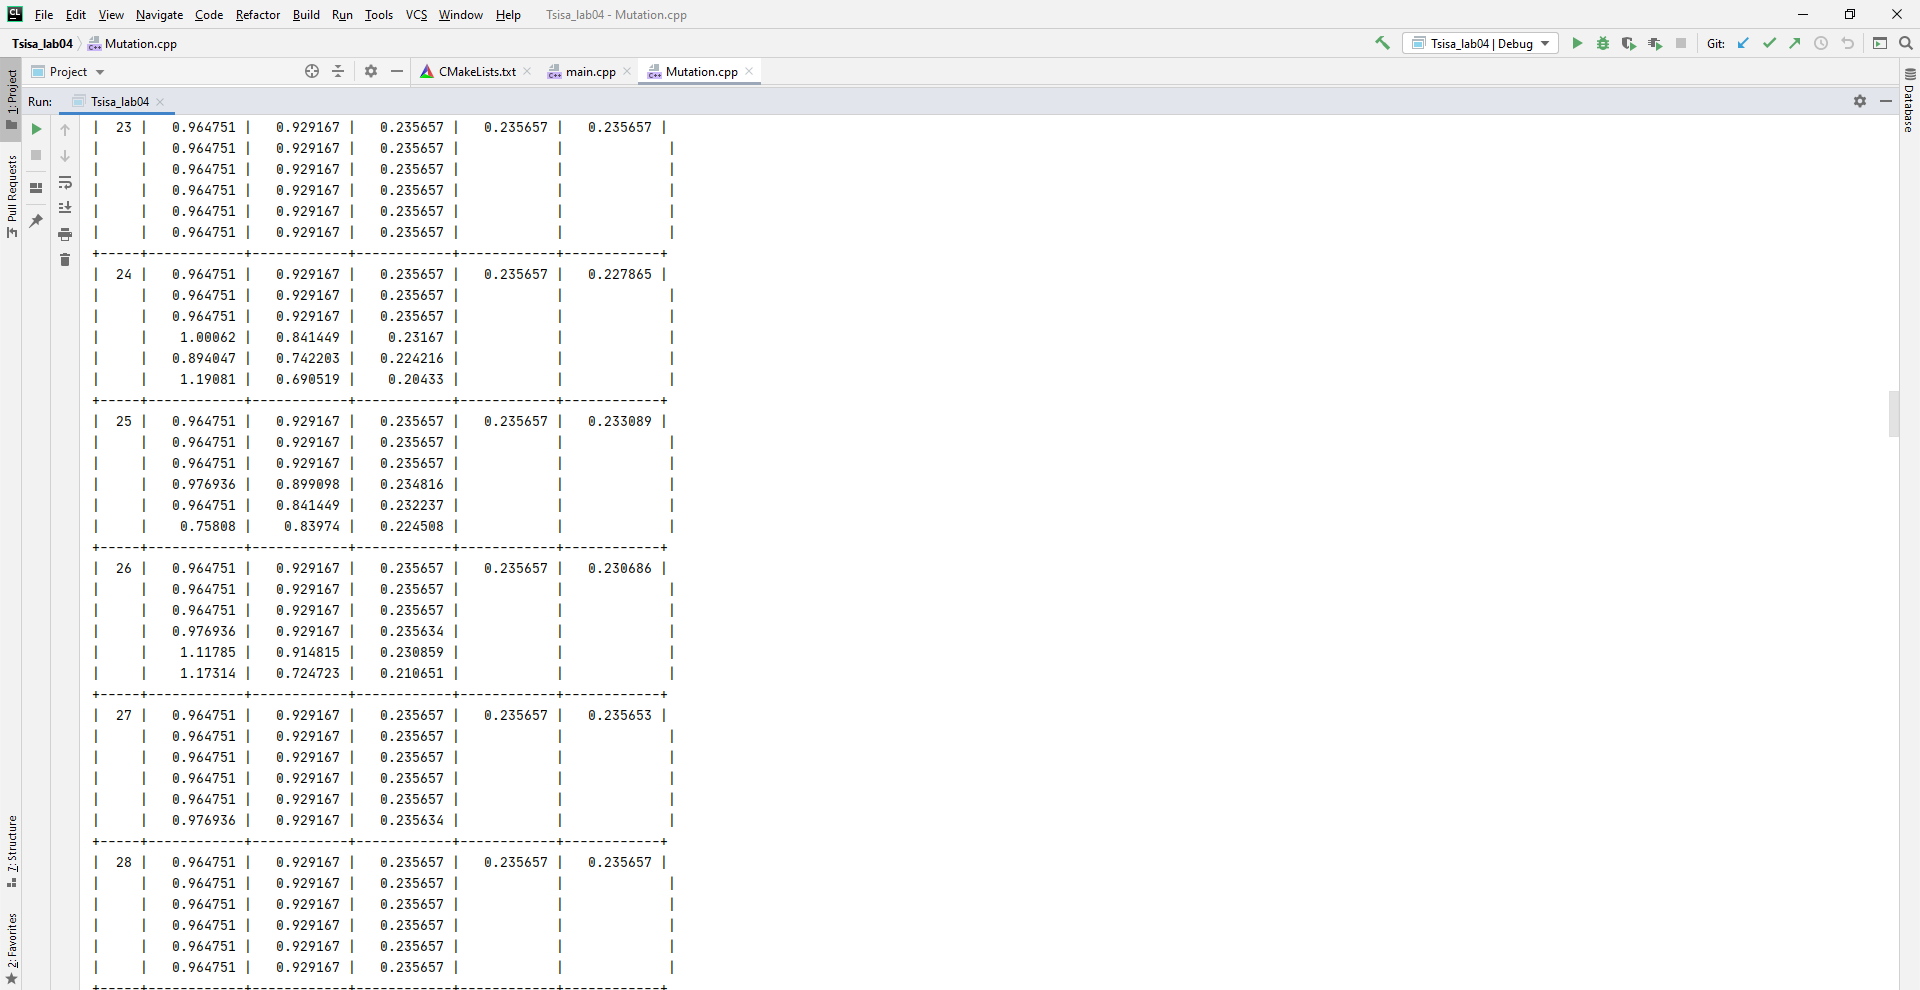 CL File Edit View Navigate Code Refactor Build Run Tools VCS Window Help Tsisa_lab04 - Mutation.cpp
Tsisa_lab04 Mutation.cpp Tsisa_lab04 | Debug Git:
Project CMakeLists.txt main.cpp Mutation.cpp
Run: Tsisa_lab04
1: Project
Pull Requests
7: Structure
2: Favorites
Database
| 23 | 0.964751 | 0.929167 | 0.235657 | 0.235657 | 0.235657 |
| | 0.964751 | 0.929167 | 0.235657 | | |
| | 0.964751 | 0.929167 | 0.235657 | | |
| | 0.964751 | 0.929167 | 0.235657 | | |
| | 0.964751 | 0.929167 | 0.235657 | | |
| | 0.964751 | 0.929167 | 0.235657 | | |
+-----+------------+------------+------------+------------+------------+
| 24 | 0.964751 | 0.929167 | 0.235657 | 0.235657 | 0.227865 |
| | 0.964751 | 0.929167 | 0.235657 | | |
| | 0.964751 | 0.929167 | 0.235657 | | |
| | 1.00062 | 0.841449 | 0.23167 | | |
| | 0.894047 | 0.742203 | 0.224216 | | |
| | 1.19081 | 0.690519 | 0.20433 | | |
+-----+------------+------------+------------+------------+------------+
| 25 | 0.964751 | 0.929167 | 0.235657 | 0.235657 | 0.233089 |
| | 0.964751 | 0.929167 | 0.235657 | | |
| | 0.964751 | 0.929167 | 0.235657 | | |
| | 0.976936 | 0.899098 | 0.234816 | | |
| | 0.964751 | 0.841449 | 0.232237 | | |
| | 0.75808 | 0.83974 | 0.224508 | | |
+-----+------------+------------+------------+------------+------------+
| 26 | 0.964751 | 0.929167 | 0.235657 | 0.235657 | 0.230686 |
| | 0.964751 | 0.929167 | 0.235657 | | |
| | 0.964751 | 0.929167 | 0.235657 | | |
| | 0.976936 | 0.929167 | 0.235634 | | |
| | 1.11785 | 0.914815 | 0.230859 | | |
| | 1.17314 | 0.724723 | 0.210651 | | |
+-----+------------+------------+------------+------------+------------+
| 27 | 0.964751 | 0.929167 | 0.235657 | 0.235657 | 0.235653 |
| | 0.964751 | 0.929167 | 0.235657 | | |
| | 0.964751 | 0.929167 | 0.235657 | | |
| | 0.964751 | 0.929167 | 0.235657 | | |
| | 0.964751 | 0.929167 | 0.235657 | | |
| | 0.976936 | 0.929167 | 0.235634 | | |
+-----+------------+------------+------------+------------+------------+
| 28 | 0.964751 | 0.929167 | 0.235657 | 0.235657 | 0.235657 |
| | 0.964751 | 0.929167 | 0.235657 | | |
| | 0.964751 | 0.929167 | 0.235657 | | |
| | 0.964751 | 0.929167 | 0.235657 | | |
| | 0.964751 | 0.929167 | 0.235657 | | |
| | 0.964751 | 0.929167 | 0.235657 | | |
+-----+------------+------------+------------+------------+------------+